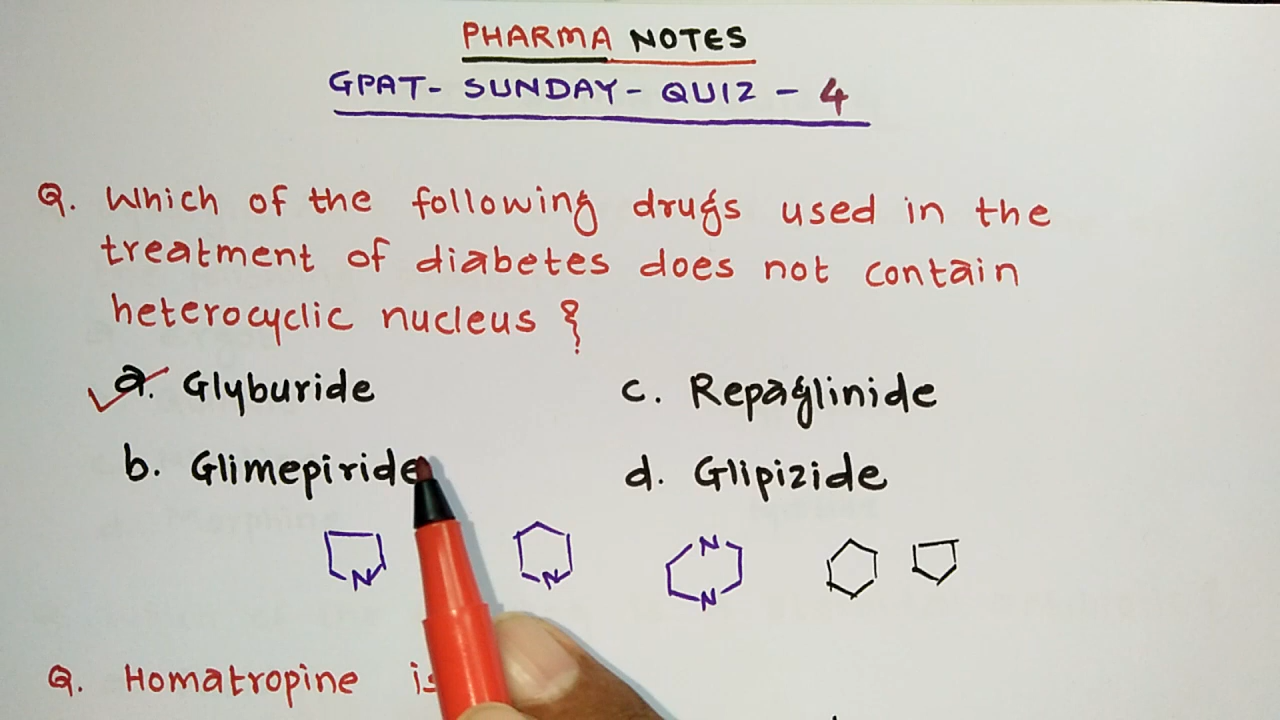 PHARMA NOTES
GPAT- SUNDAY- QUIZ - 4
Q. Which of the following drugs used in the
treatment of diabetes does not contain
heterocyclic nucleus ?
a. Glyburide
c. Repaglinide
b. Glimepiride
d. Glipizide
N N N N
Q. Homatropine is